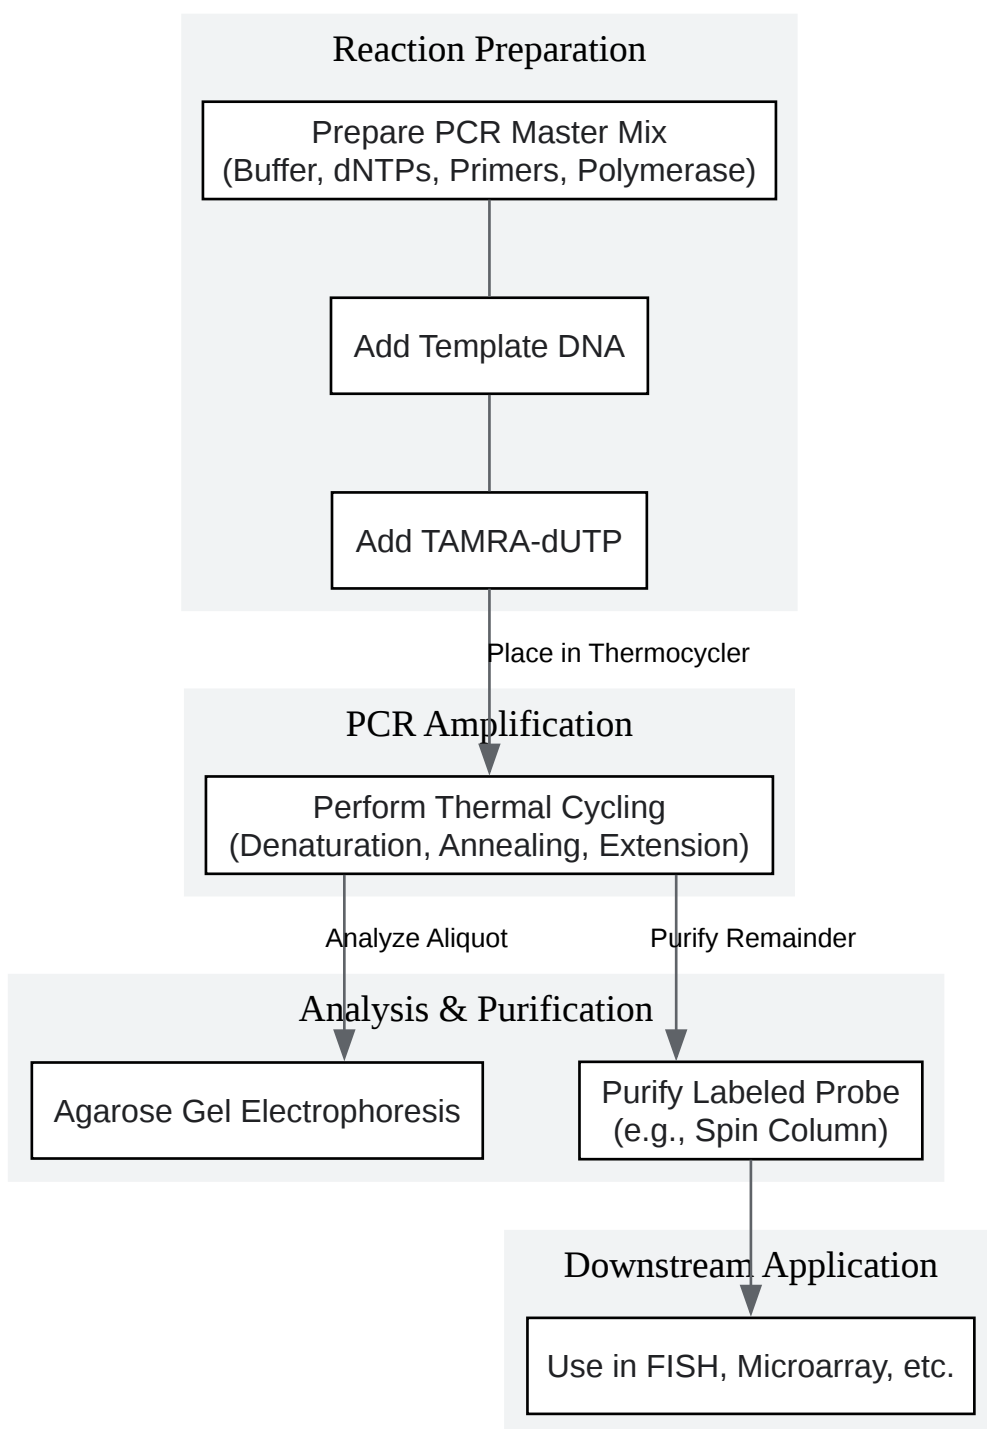 Reaction Preparation
Prepare PCR Master Mix
(Buffer, dNTPs, Primers, Polymerase)
Add Template DNA
Add TAMRA-dUTP
Place in Thermocycler
PCR Amplification
Perform Thermal Cycling
(Denaturation, Annealing, Extension)
Analyze Aliquot
Purify Remainder
Analysis & Purification
Agarose Gel Electrophoresis
Purify Labeled Probe
(e.g., Spin Column)
Downstream Application
Use in FISH, Microarray, etc.